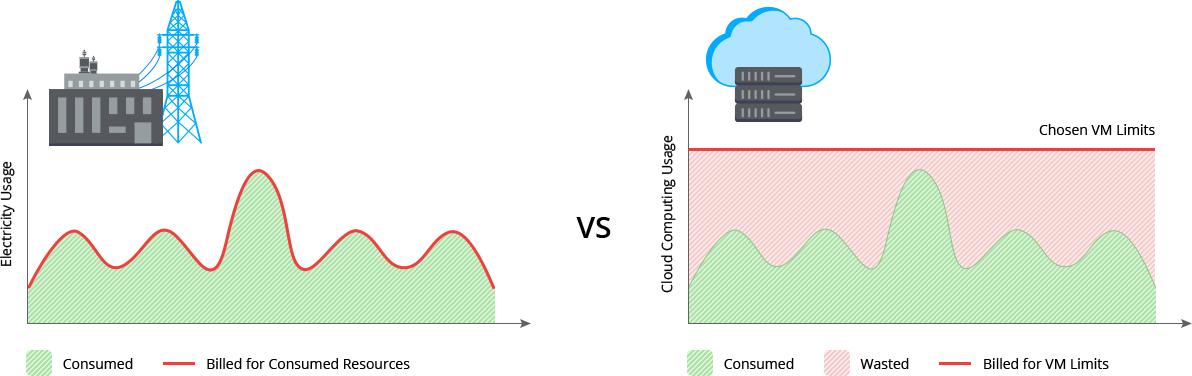 Electricity Usage
Consumed
Billed for Consumed Resources
VS
Chosen VM Limits
Cloud Computing Usage
Consumed
Wasted
Billed for VM Limits